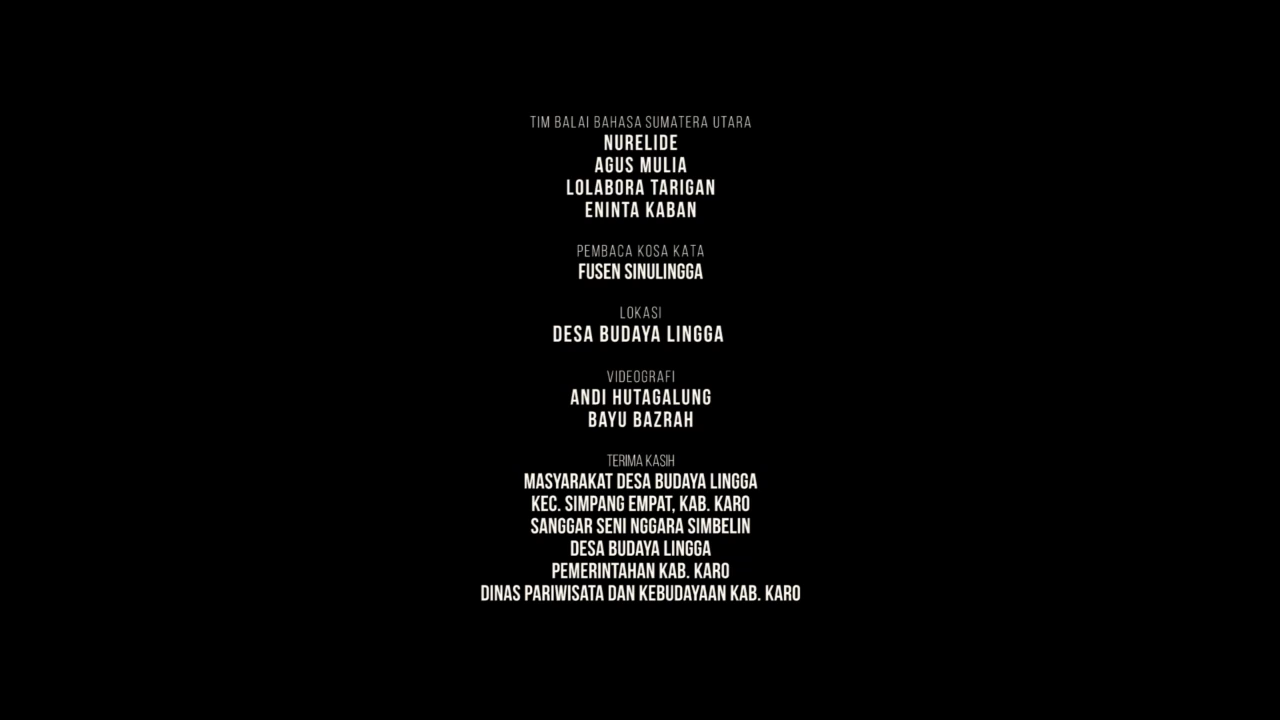 TIM BALAI BAHASA SUMATERA UTARA
NURELIDE
AGUS MULIA
LOLABORA TARIGAN
ENINTA KABAN
PEMBACA KOSA KATA
FUSEN SINULINGGA
LOKASI
DESA BUDAYA LINGGA
VIDEOGRAFI
ANDI HUTAGALUNG
BAYU BAZRAH
TERIMA KASIH
MASYARAKAT DESA BUDAYA LINGGA
KEC. SIMPANG EMPAT, KAB. KARO
SANGGAR SENI NGGARA SIMBELIN
DESA BUDAYA LINGGA
PEMERINTAHAN KAB. KARO
DINAS PARIWISATA DAN KEBUDAYAAN KAB. KARO